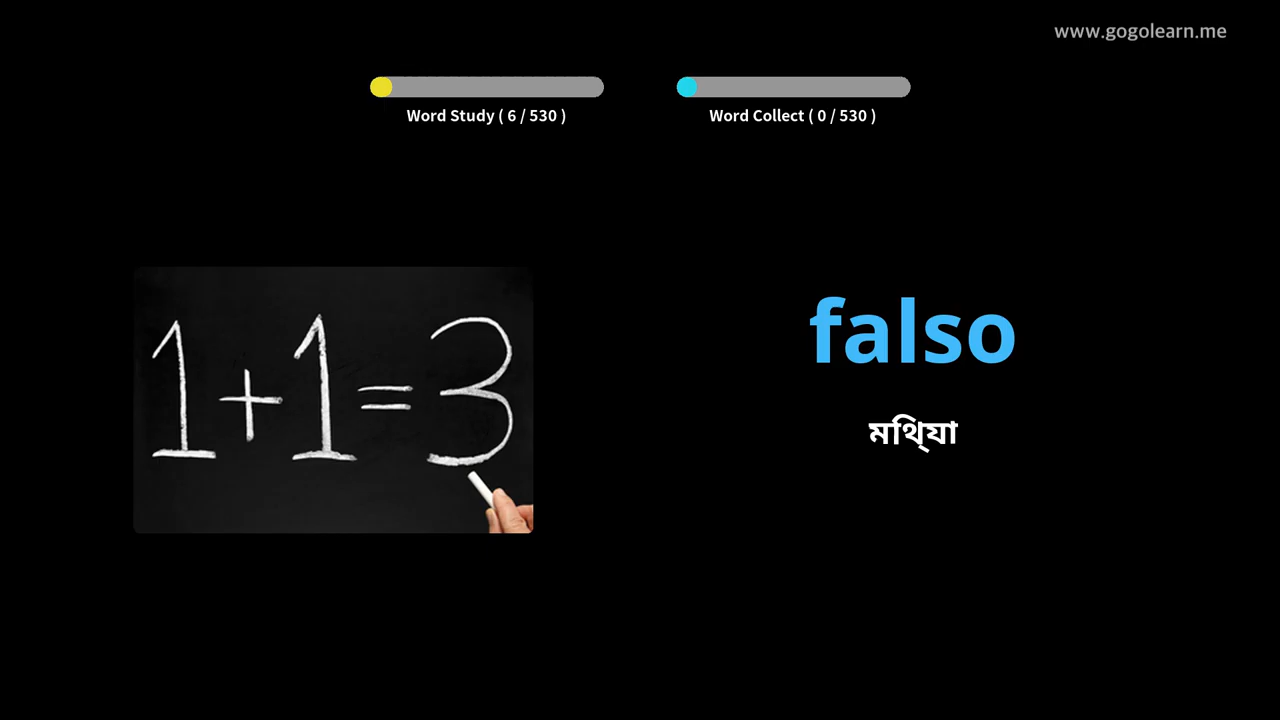 www.gogolearn.me
Word Study ( 6 / 530 )
Word Collect ( 0 / 530 )
1+1=3
falso
মিথ্যা